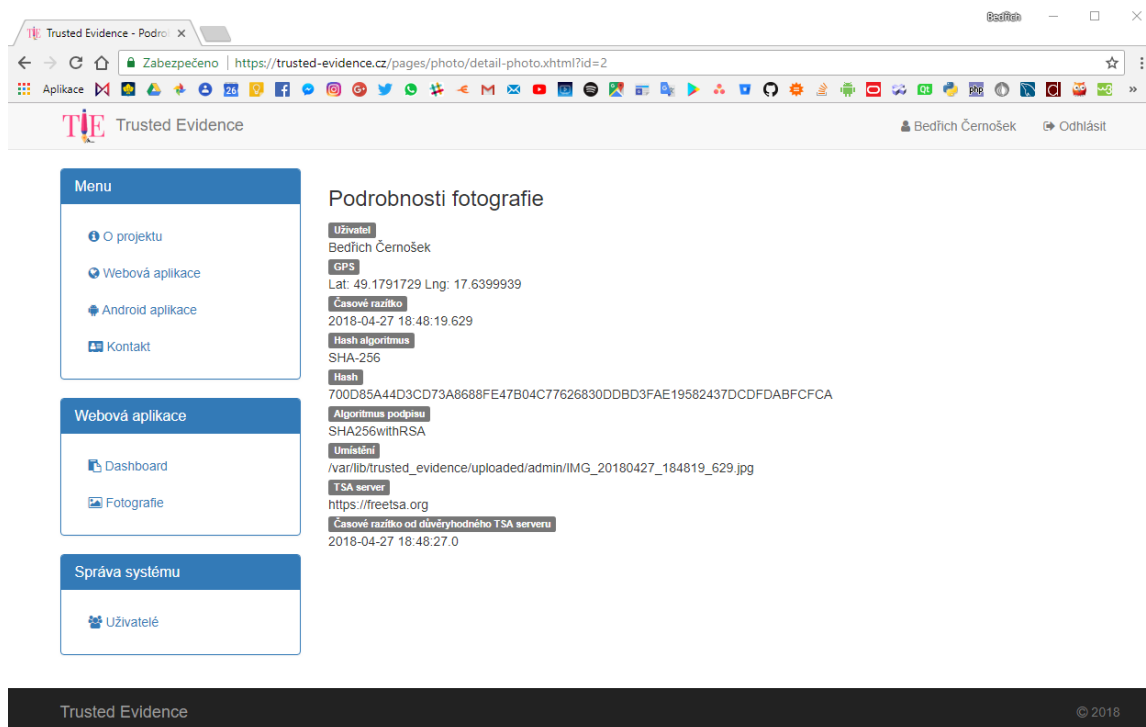 Bedřich
Trusted Evidence - Podrol
Zabezpečeno | https://trusted-evidence.cz/pages/photo/detail-photo.xhtml?id=2
Aplikace
TIE Trusted Evidence
Bedřich Černošek
Odhlásit
Menu
O projektu
Webová aplikace
Android aplikace
Kontakt
Webová aplikace
Dashboard
Fotografie
Správa systému
Uživatelé
Podrobnosti fotografie
Uživatel
Bedřich Černošek
GPS
Lat: 49.1791729 Lng: 17.6399939
Časové razítko
2018-04-27 18:48:19.629
Hash algoritmus
SHA-256
Hash
700D85A44D3CD73A8688FE47B04C77626830DDBD3FAE19582437DCDFDABFCFCA
Algoritmus podpisu
SHA256withRSA
Umístění
/var/lib/trusted_evidence/uploaded/admin/IMG_20180427_184819_629.jpg
TSA server
https://freetsa.org
Časové razítko od důvěryhodného TSA serveru
2018-04-27 18:48:27.0
Trusted Evidence
© 2018